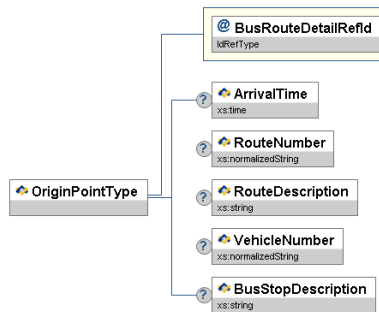 @ BusRouteDetailRefId
IdRefType
? ArrivalTime
xs:time
? RouteNumber
xs:normalizedString
OriginPointType
? RouteDescription
xs:string
? VehicleNumber
xs:normalizedString
? BusStopDescription
xs:string